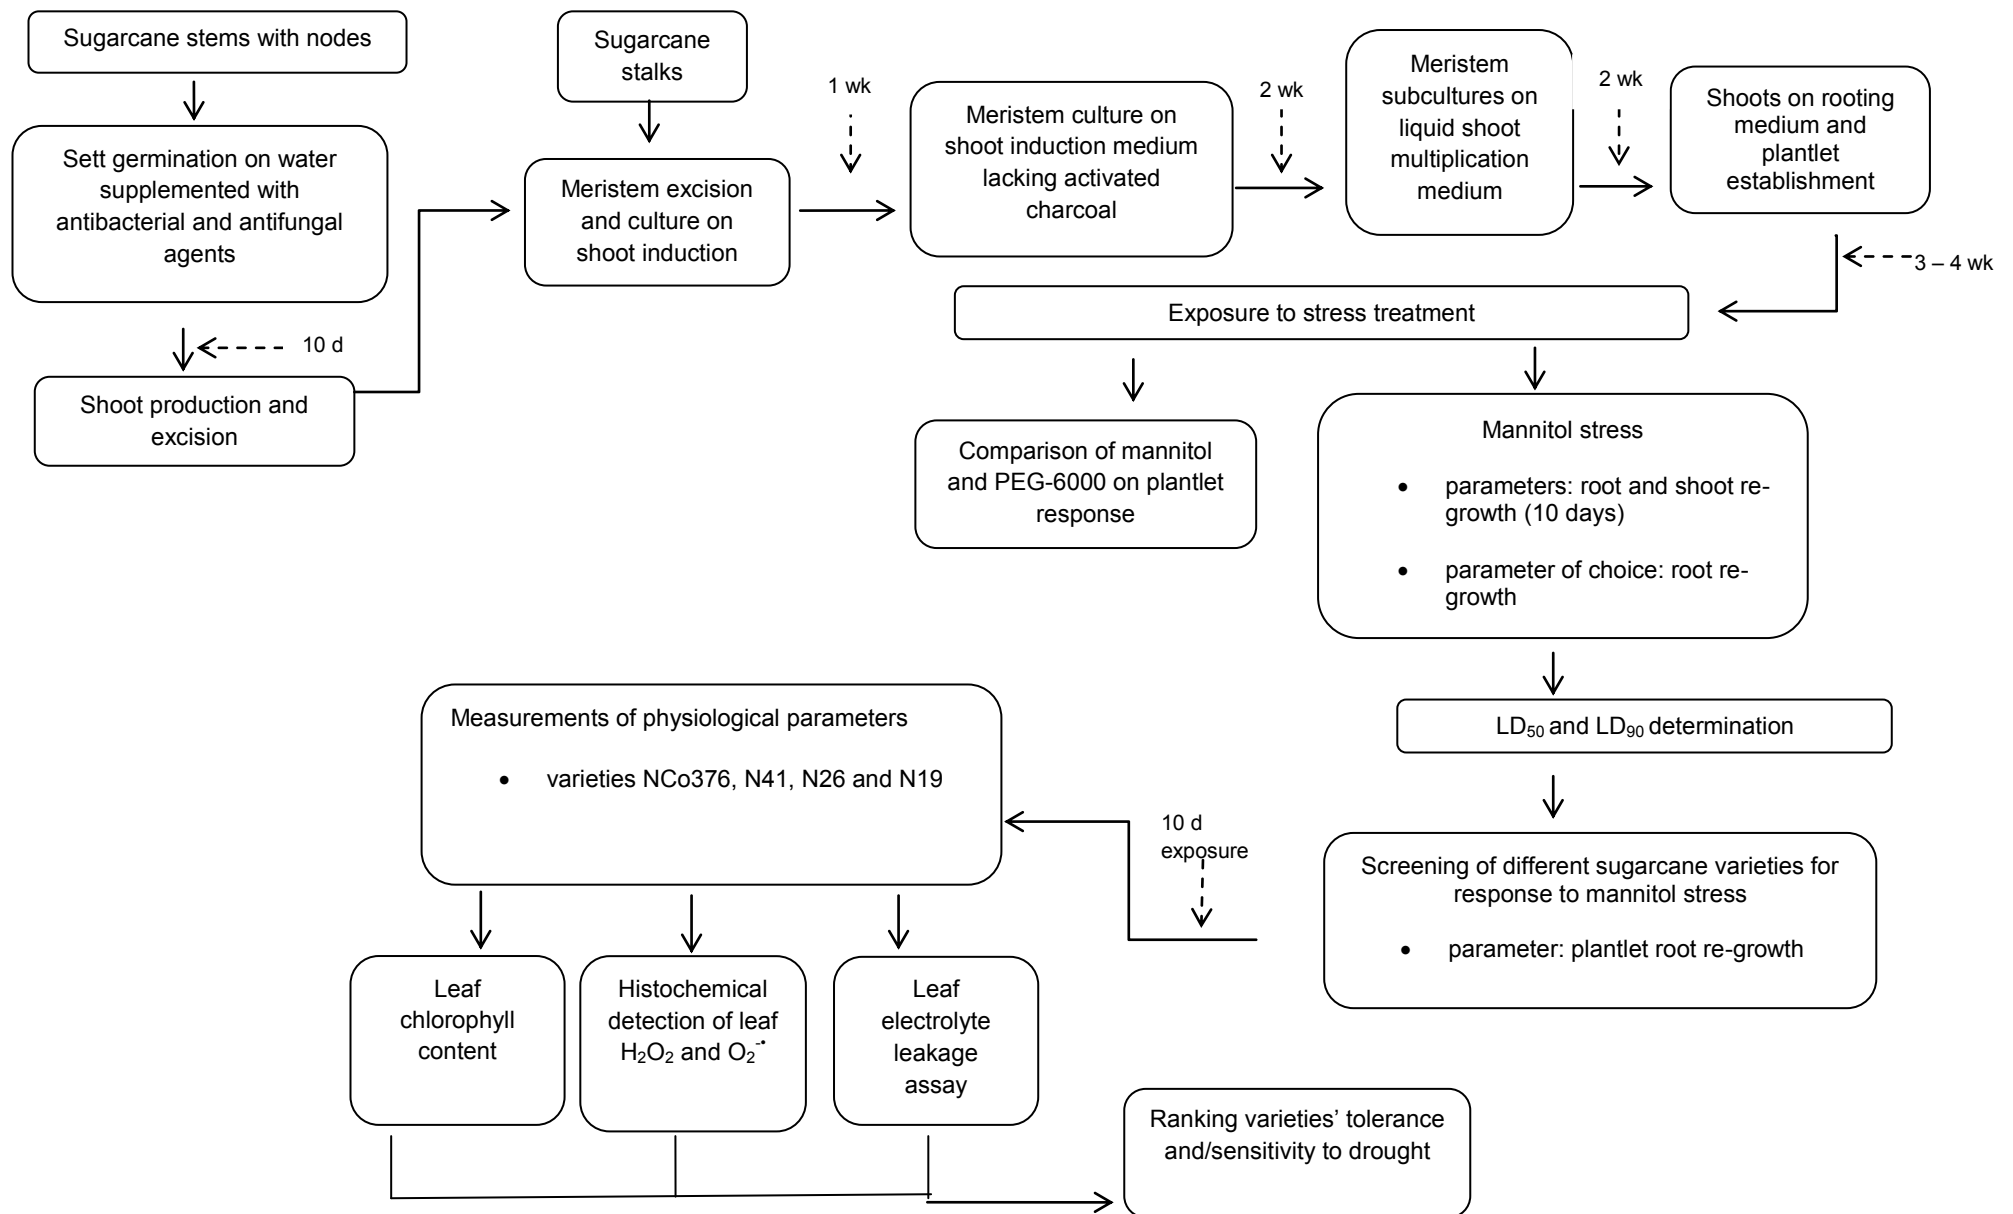 Sugarcane stems with nodes
Sett germination on water
supplemented with
antibacterial and antifungal
agents
10 d
Shoot production and
excision
Sugarcane
stalks
Meristem excision
and culture on
shoot induction
1 wk
Meristem culture on
shoot induction medium
lacking activated
charcoal
2 wk
Meristem
subcultures on
liquid shoot
multiplication
medium
2 wk
Shoots on rooting
medium and
plantlet
establishment
3 – 4 wk
Exposure to stress treatment
Comparison of mannitol
and PEG-6000 on plantlet
response
Mannitol stress
• parameters: root and shoot re-
growth (10 days)
• parameter of choice: root re-
growth
LD₅₀ and LD₉₀ determination
Screening of different sugarcane varieties for
response to mannitol stress
• parameter: plantlet root re-growth
10 d
exposure
Measurements of physiological parameters
• varieties NCo376, N41, N26 and N19
Leaf
chlorophyll
content
Histochemical
detection of leaf
H₂O₂ and O₂⁻•
Leaf
electrolyte
leakage
assay
Ranking varieties’ tolerance
and/sensitivity to drought